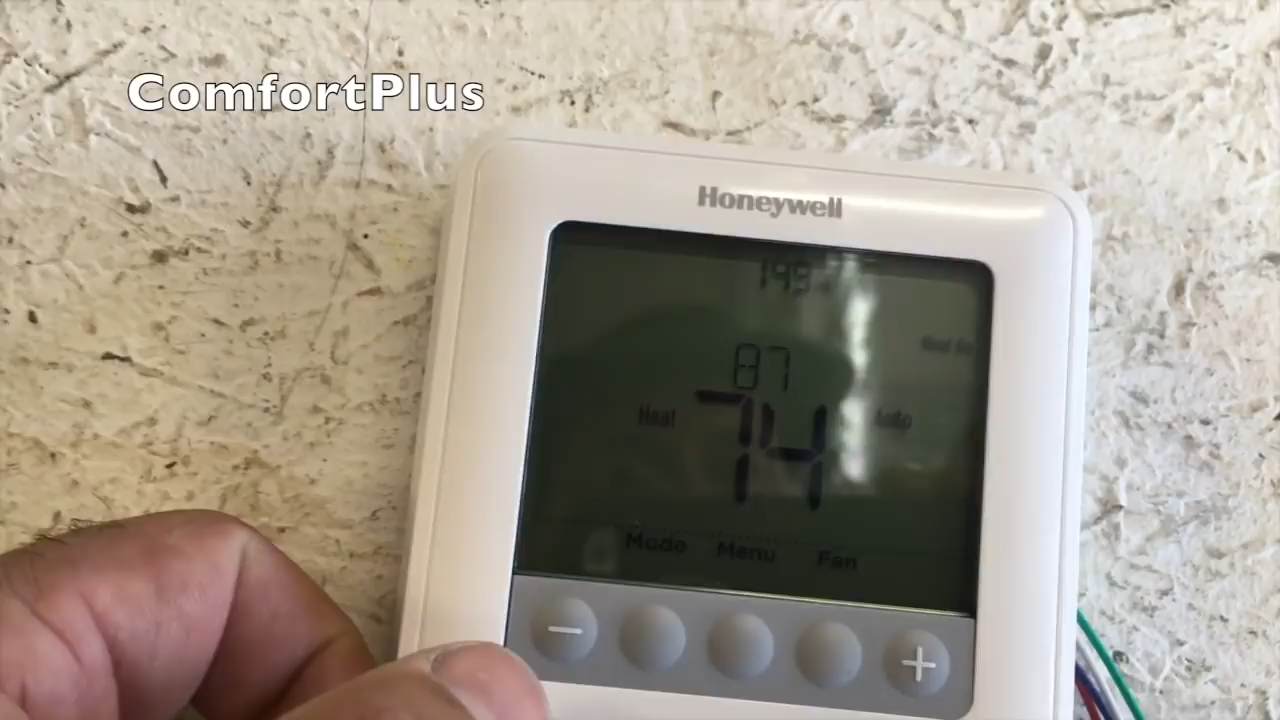 ComfortPlus
Honeywell
87
Heat 74 Auto
Mode Menu Fan
− +